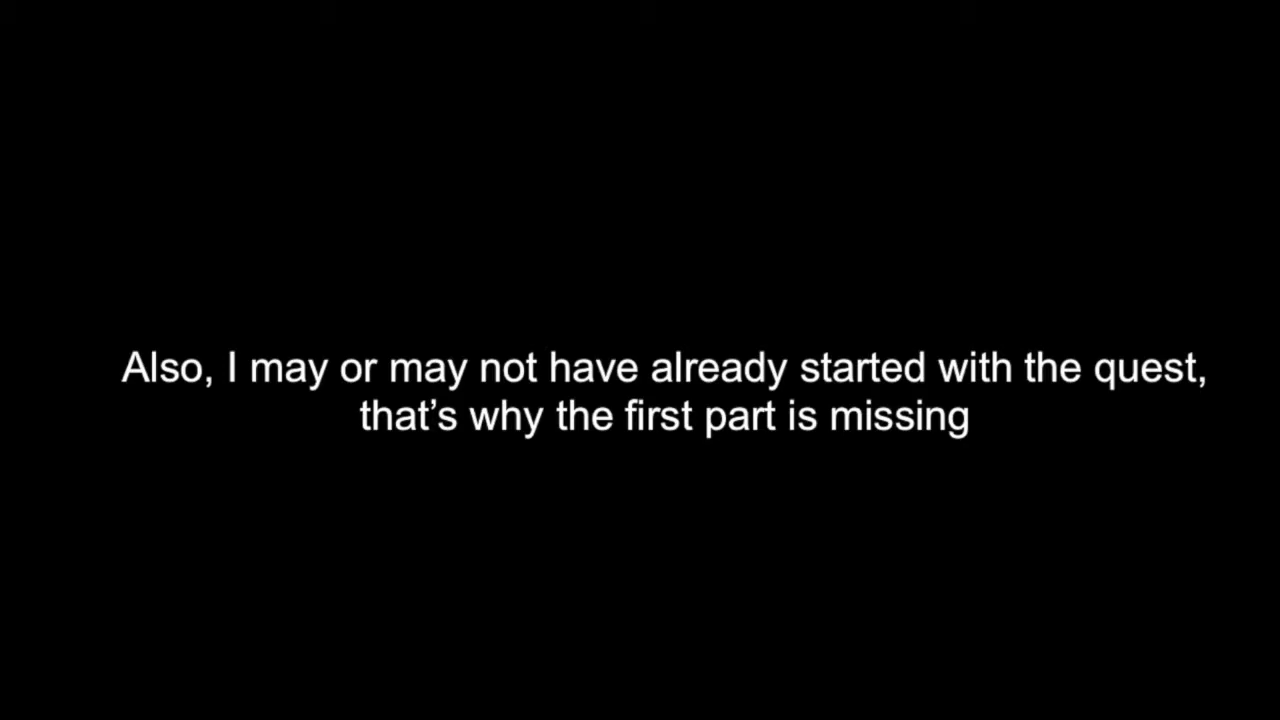 Also, I may or may not have already started with the quest,
that’s why the first part is missing